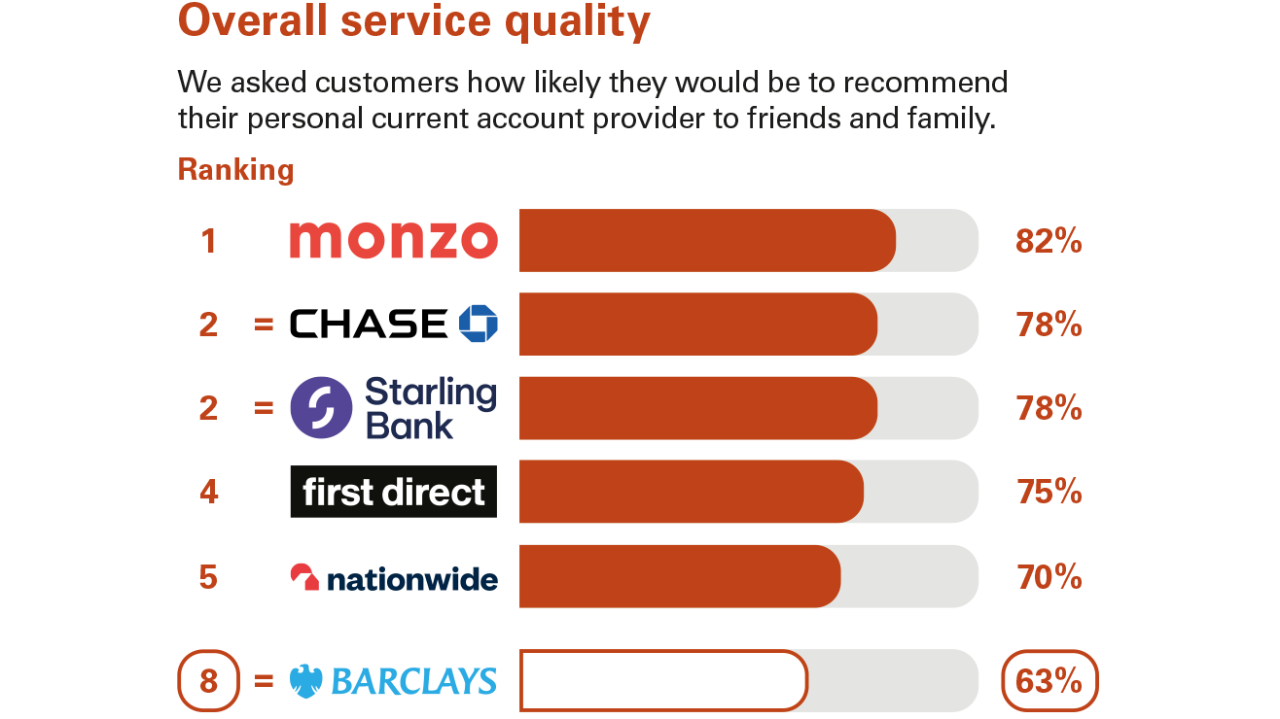 Overall service quality
We asked customers how likely they would be to recommend
their personal current account provider to friends and family.
Ranking
1 monzo 82%
2 = CHASE 78%
2 = Starling Bank 78%
4 first direct 75%
5 nationwide 70%
8 = BARCLAYS 63%